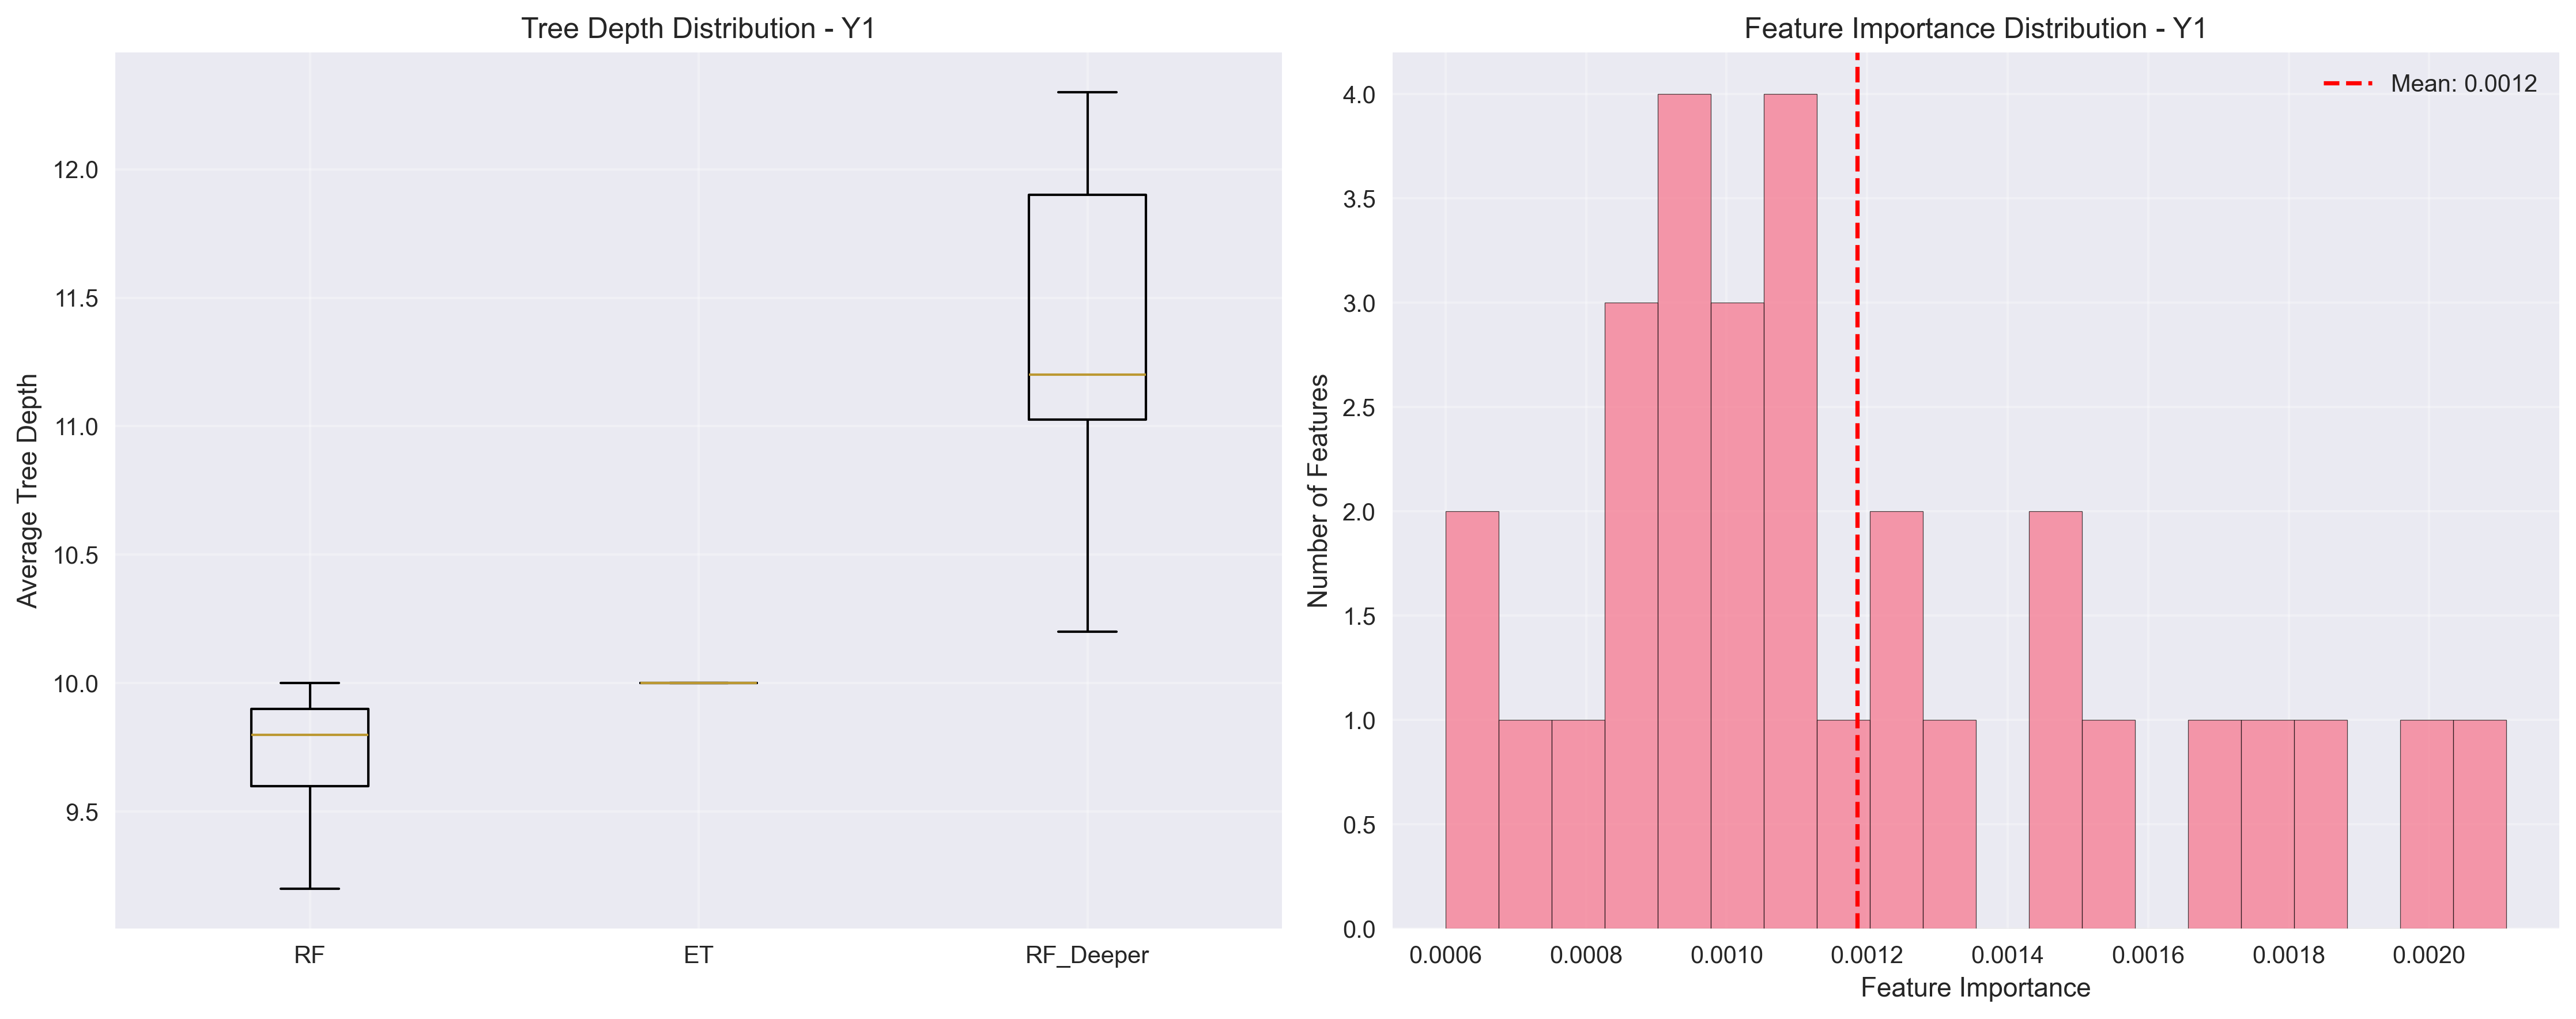 Tree Depth Distribution - Y1
Average Tree Depth
12.0
11.5
11.0
10.5
10.0
9.5
RF
ET
RF_Deeper
Feature Importance Distribution - Y1
Mean: 0.0012
Number of Features
4.0
3.5
3.0
2.5
2.0
1.5
1.0
0.5
0.0
0.0006
0.0008
0.0010
0.0012
0.0014
0.0016
0.0018
0.0020
Feature Importance